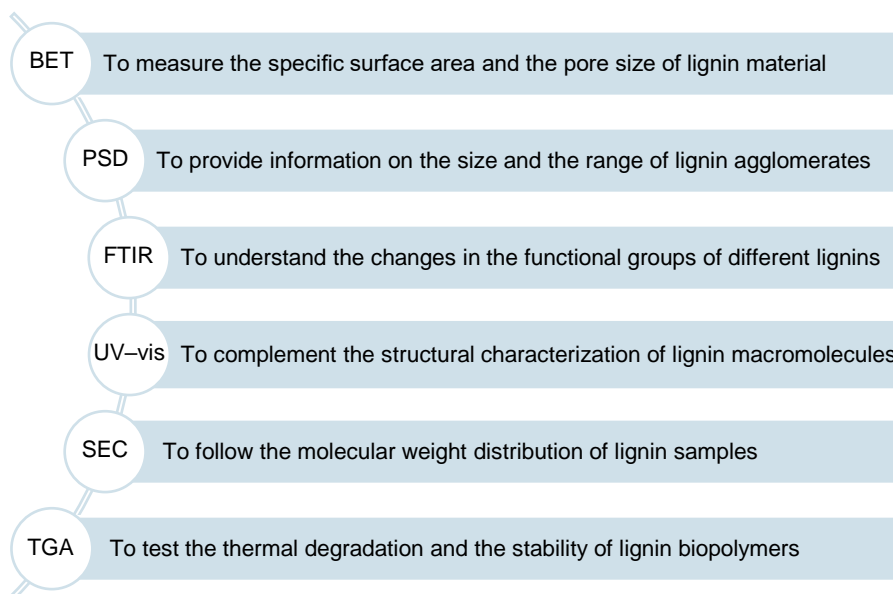 BET
To measure the specific surface area and the pore size of lignin material
PSD
To provide information on the size and the range of lignin agglomerates
FTIR
To understand the changes in the functional groups of different lignins
UV–vis
To complement the structural characterization of lignin macromolecules
SEC
To follow the molecular weight distribution of lignin samples
TGA
To test the thermal degradation and the stability of lignin biopolymers